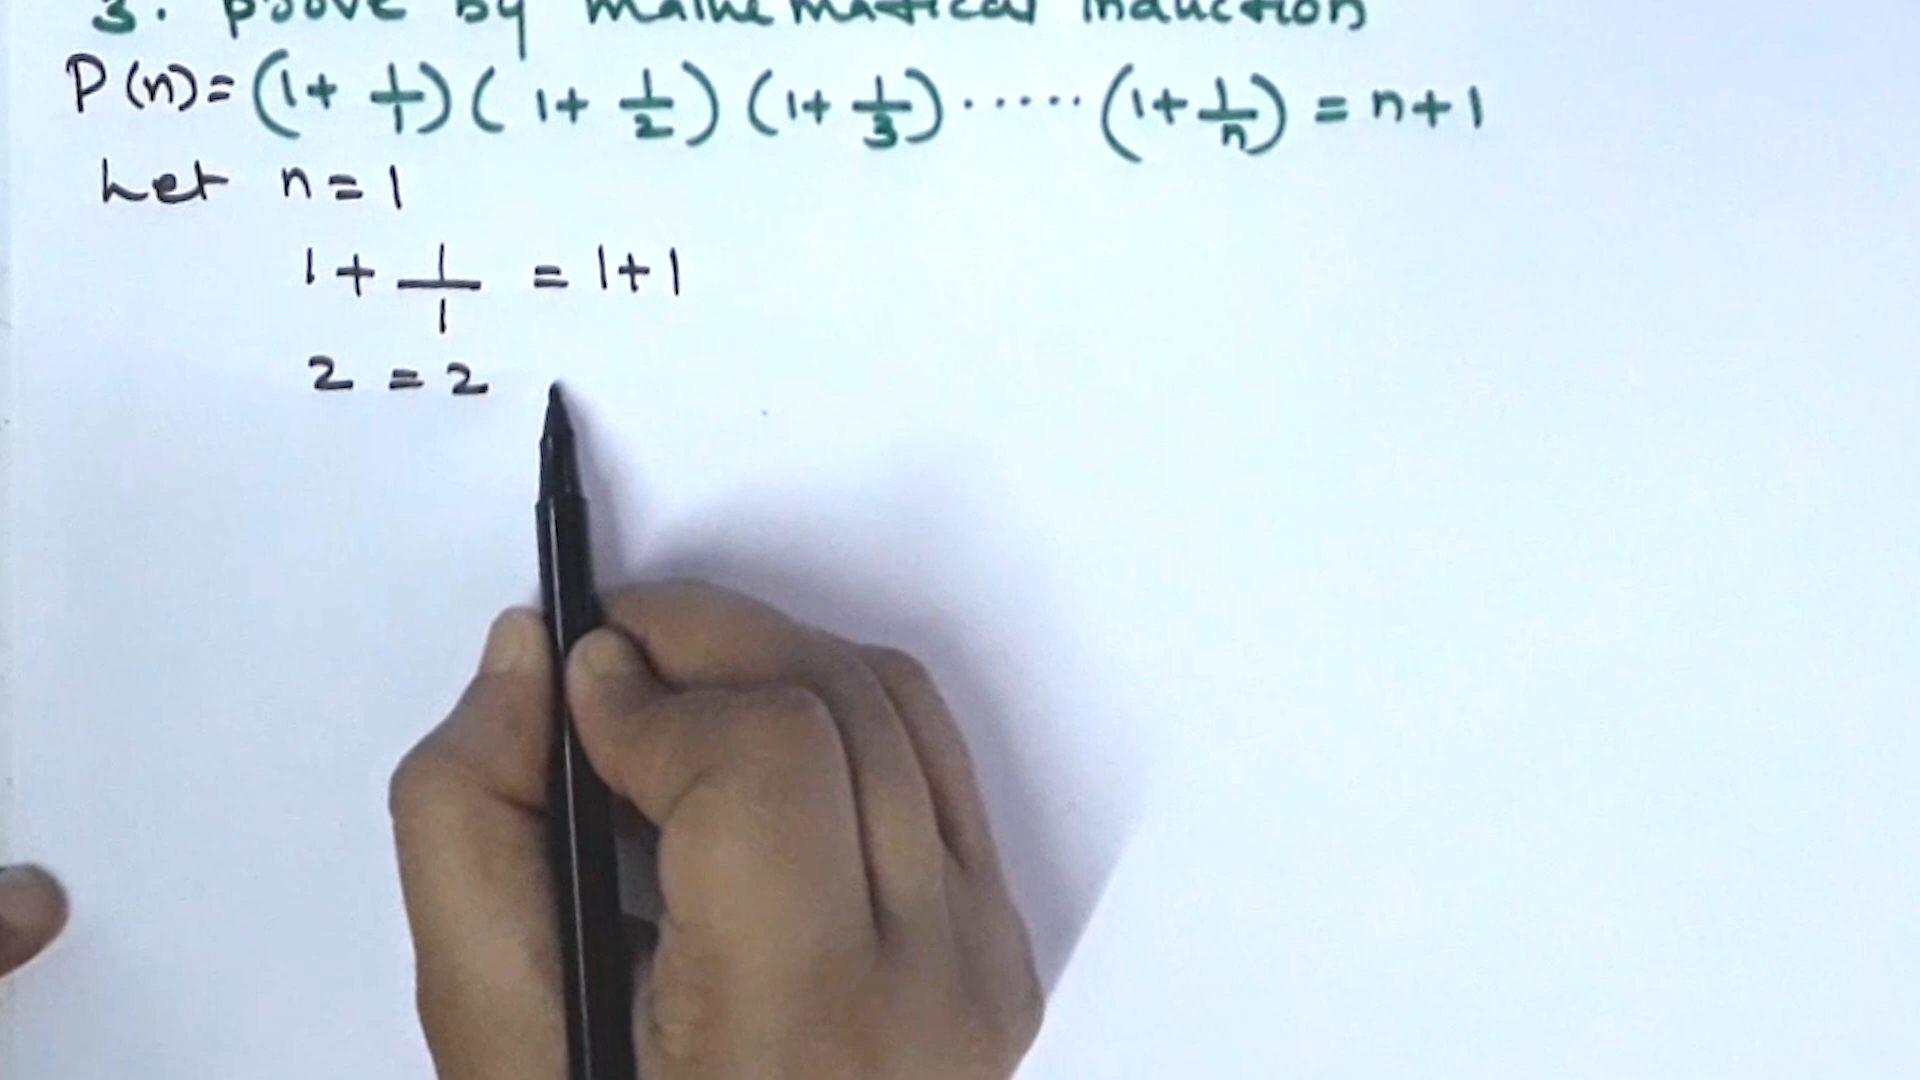 3. prove by mathematical induction
P(n)= (1+ 1/1) ( 1+ 1/2) (1+ 1/3) ..... (1+ 1/n) = n+1
Let n=1
1+ 1/1 = 1+1
2 = 2